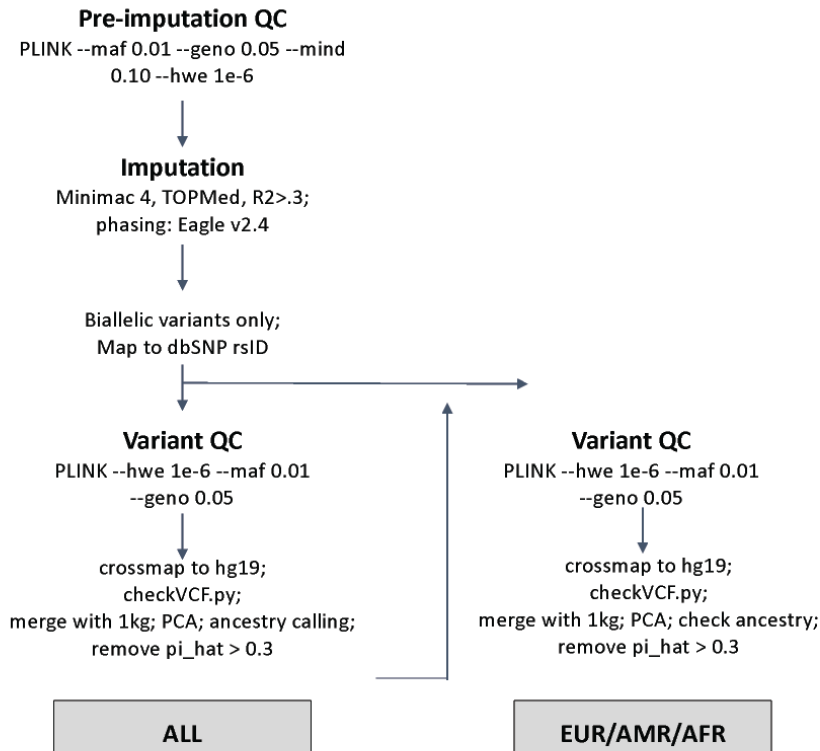 Pre-imputation QC
PLINK --maf 0.01 --geno 0.05 --mind
0.10 --hwe 1e-6
Imputation
Minimac 4, TOPMed, R2>.3;
phasing: Eagle v2.4
Biallelic variants only;
Map to dbSNP rsID
Variant QC
PLINK --hwe 1e-6 --maf 0.01
--geno 0.05
crossmap to hg19;
checkVCF.py;
merge with 1kg; PCA; ancestry calling;
remove pi_hat > 0.3
ALL
Variant QC
PLINK --hwe 1e-6 --maf 0.01
--geno 0.05
crossmap to hg19;
checkVCF.py;
merge with 1kg; PCA; check ancestry;
remove pi_hat > 0.3
EUR/AMR/AFR